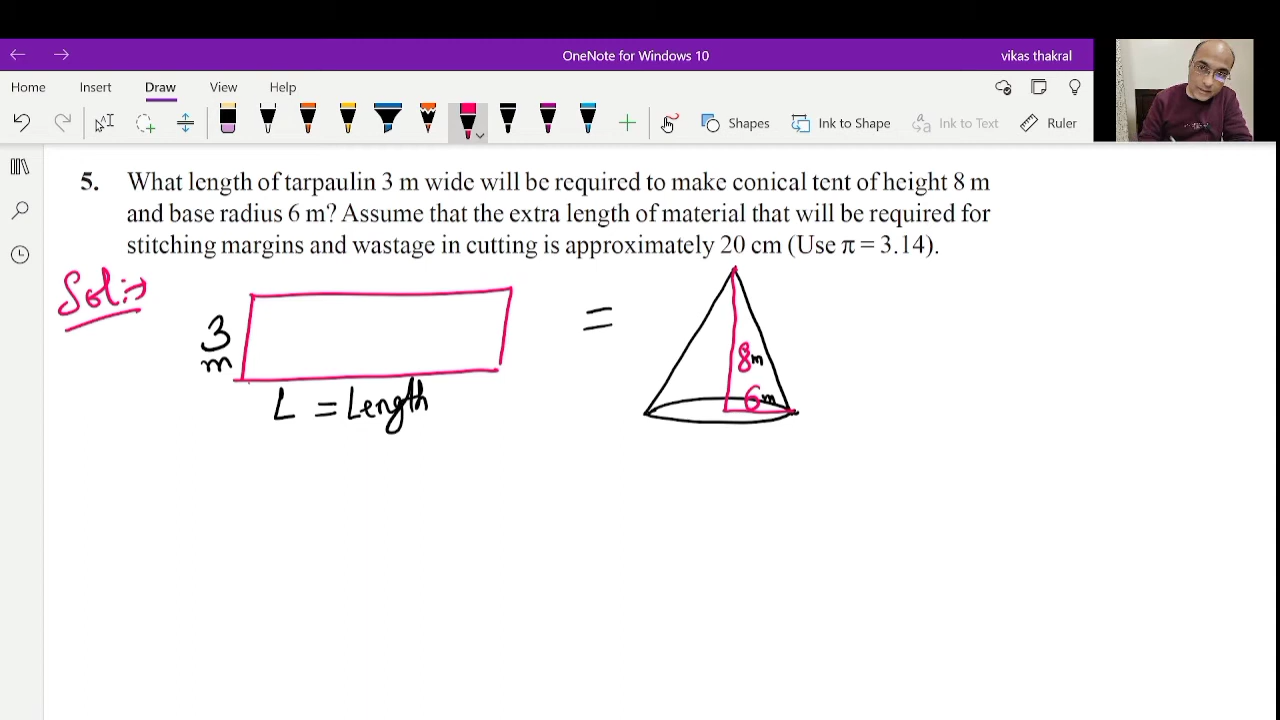 OneNote for Windows 10
vikas thakral
Home Insert Draw View Help
Shapes Ink to Shape Ink to Text Ruler
5. What length of tarpaulin 3 m wide will be required to make conical tent of height 8 m
and base radius 6 m? Assume that the extra length of material that will be required for
stitching margins and wastage in cutting is approximately 20 cm (Use π = 3.14).
Sol:→
3
m
L = Length
=
8m
6m